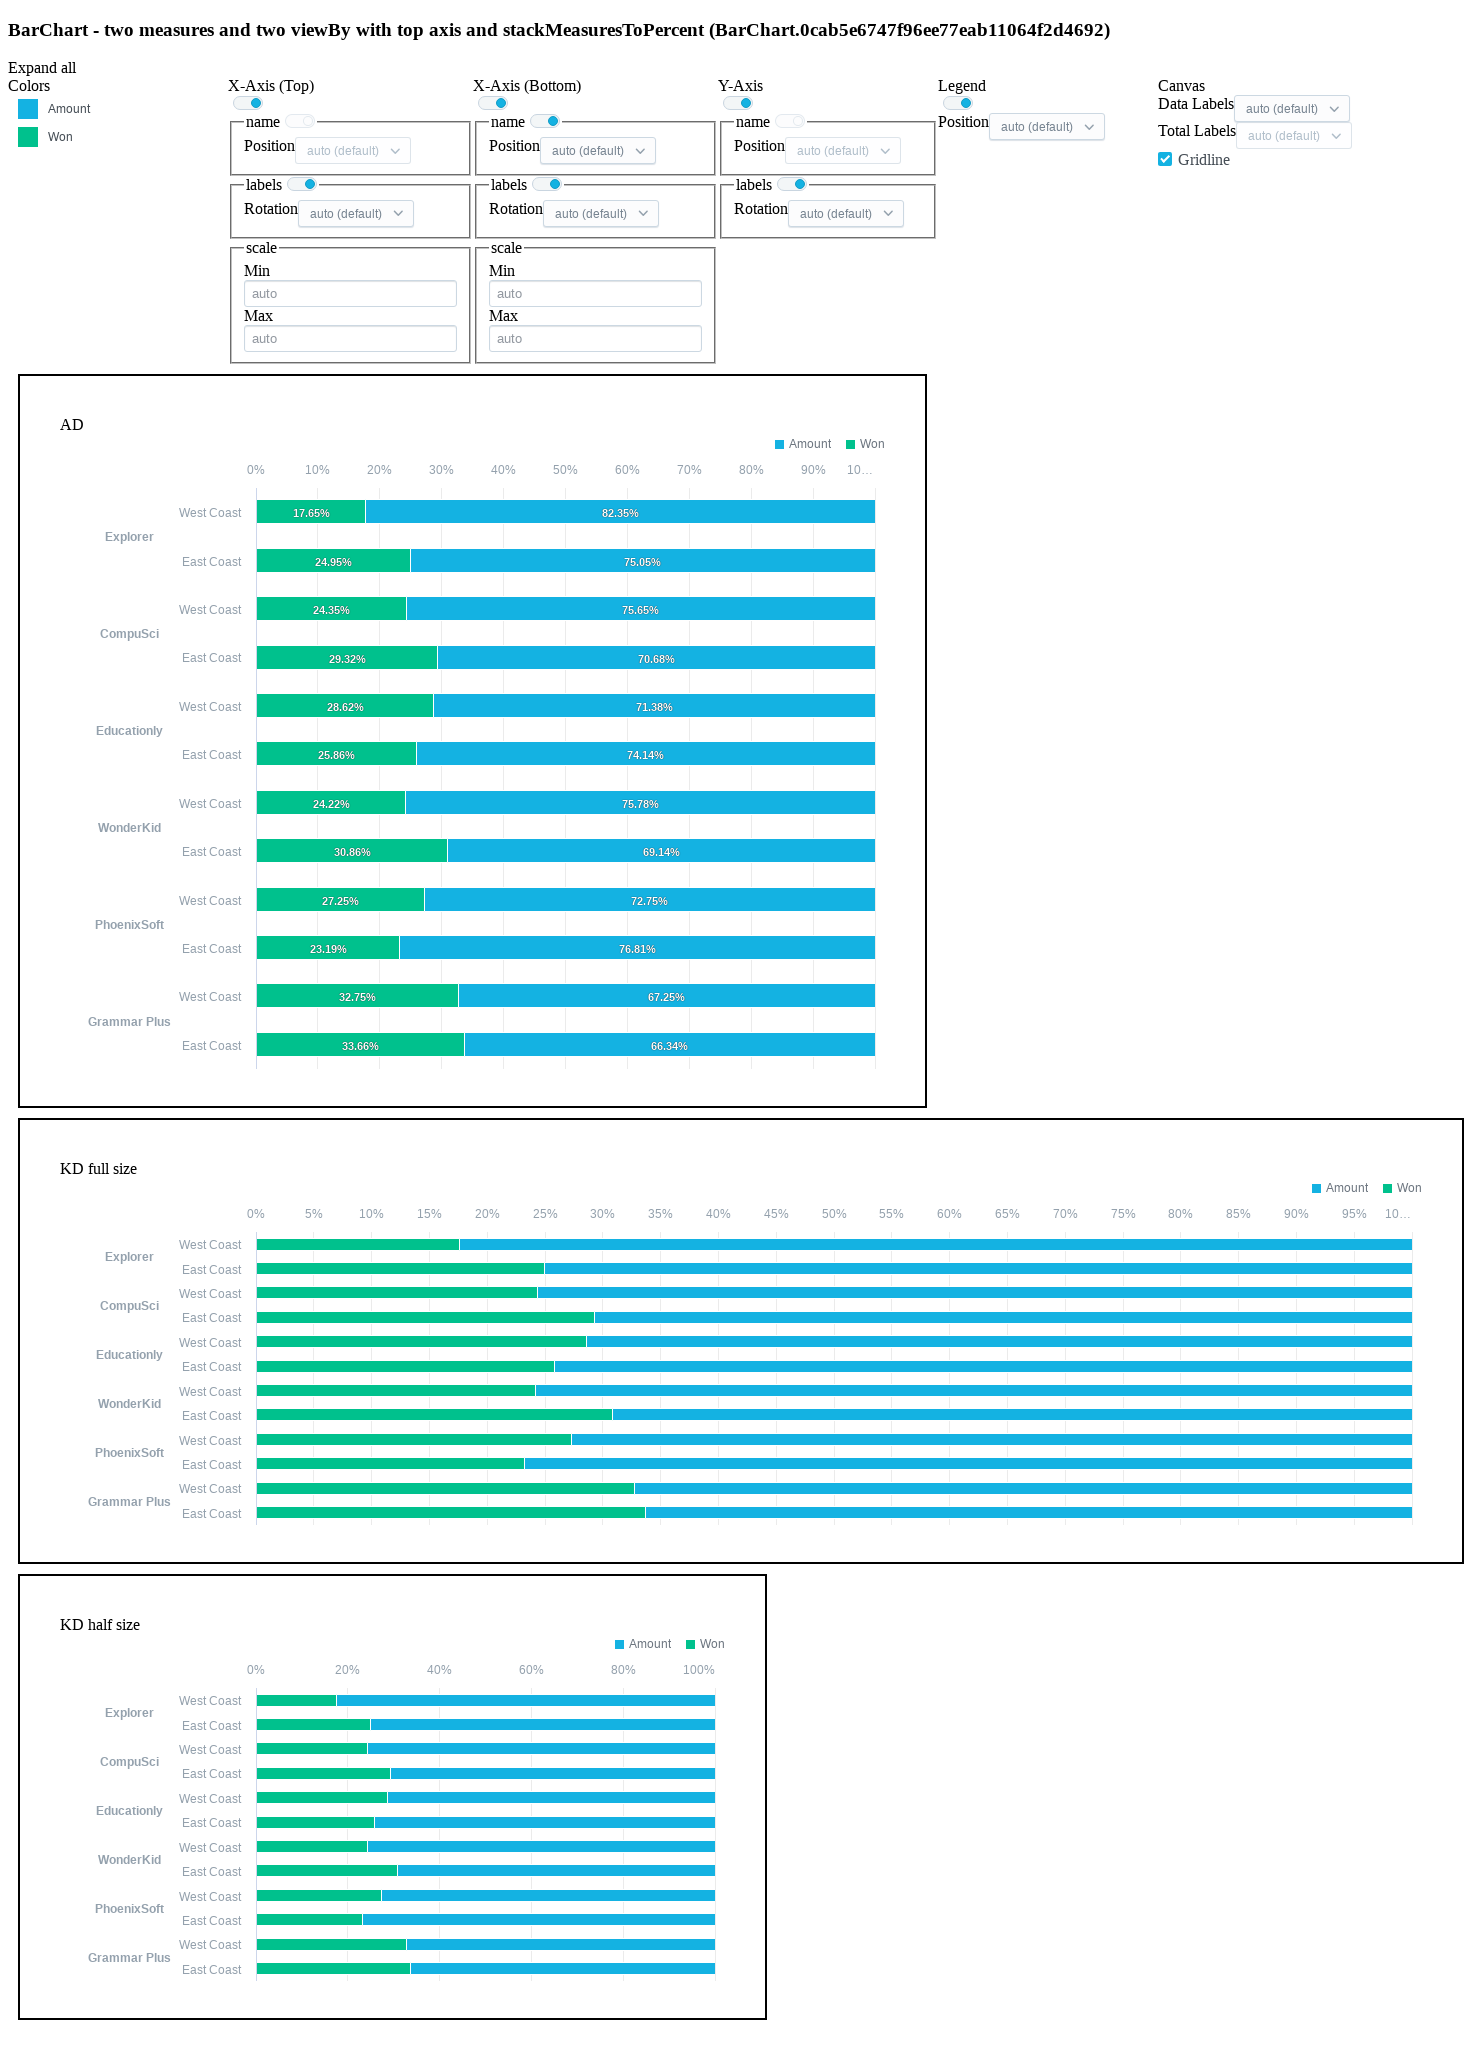 BarChart - two measures and two viewBy with top axis and stackMeasuresToPercent (BarChart.0cab5e6747f96ee77eab11064f2d4692)
Expand all
Colors
Amount
Won
X-Axis (Top)
name
Position auto (default)
labels
Rotation auto (default)
scale
Min
auto
Max
auto
X-Axis (Bottom)
name
Position auto (default)
labels
Rotation auto (default)
scale
Min
auto
Max
auto
Y-Axis
name
Position auto (default)
labels
Rotation auto (default)
Legend
Position auto (default)
Canvas
Data Labels auto (default)
Total Labels auto (default)
Gridline
AD
Amount Won
0% 10% 20% 30% 40% 50% 60% 70% 80% 90% 10…
Explorer
West Coast 17.65% 82.35%
East Coast 24.95% 75.05%
CompuSci
West Coast 24.35% 75.65%
East Coast 29.32% 70.68%
Educationly
West Coast 28.62% 71.38%
East Coast 25.86% 74.14%
WonderKid
West Coast 24.22% 75.78%
East Coast 30.86% 69.14%
PhoenixSoft
West Coast 27.25% 72.75%
East Coast 23.19% 76.81%
Grammar Plus
West Coast 32.75% 67.25%
East Coast 33.66% 66.34%
KD full size
Amount Won
0% 5% 10% 15% 20% 25% 30% 35% 40% 45% 50% 55% 60% 65% 70% 75% 80% 85% 90% 95% 10…
Explorer
West Coast
East Coast
CompuSci
West Coast
East Coast
Educationly
West Coast
East Coast
WonderKid
West Coast
East Coast
PhoenixSoft
West Coast
East Coast
Grammar Plus
West Coast
East Coast
KD half size
Amount Won
0% 20% 40% 60% 80% 100%
Explorer
West Coast
East Coast
CompuSci
West Coast
East Coast
Educationly
West Coast
East Coast
WonderKid
West Coast
East Coast
PhoenixSoft
West Coast
East Coast
Grammar Plus
West Coast
East Coast